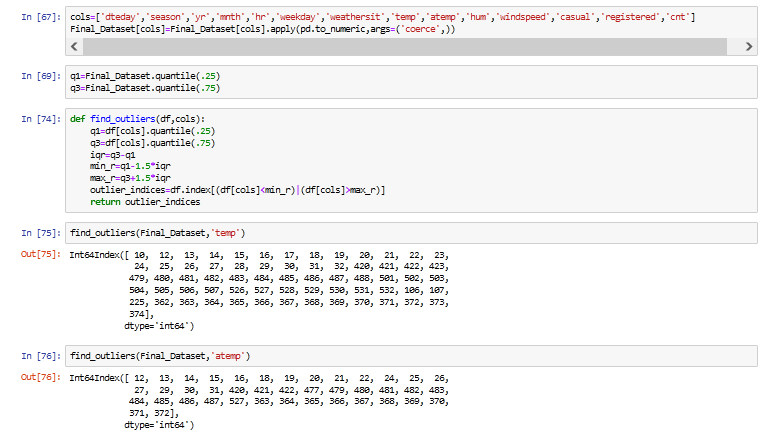 In [67]: cols=['dteday','season','yr','mnth','hr','weekday','weathersit','temp','atemp','hum','windspeed','casual','registered','cnt']
Final_Dataset[cols]=Final_Dataset[cols].apply(pd.to_numeric,args=('coerce',))
In [69]: q1=Final_Dataset.quantile(.25)
q3=Final_Dataset.quantile(.75)
In [74]: def find_outliers(df,cols):
q1=df[cols].quantile(.25)
q3=df[cols].quantile(.75)
iqr=q3-q1
min_r=q1-1.5*iqr
max_r=q3+1.5*iqr
outlier_indices=df.index[(df[cols]<min_r)|(df[cols]>max_r)]
return outlier_indices
In [75]: find_outliers(Final_Dataset,'temp')
Out[75]: Int64Index([ 10, 12, 13, 14, 15, 16, 17, 18, 19, 20, 21, 22, 23,
24, 25, 26, 27, 28, 29, 30, 31, 32, 420, 421, 422, 423,
479, 480, 481, 482, 483, 484, 485, 486, 487, 488, 501, 502, 503,
504, 505, 506, 507, 526, 527, 528, 529, 530, 531, 532, 106, 107,
225, 362, 363, 364, 365, 366, 367, 368, 369, 370, 371, 372, 373,
374],
dtype='int64')
In [76]: find_outliers(Final_Dataset,'atemp')
Out[76]: Int64Index([ 12, 13, 14, 15, 16, 18, 19, 20, 21, 22, 24, 25, 26,
27, 29, 30, 31, 420, 421, 422, 477, 479, 480, 481, 482, 483,
484, 485, 486, 487, 527, 363, 364, 365, 366, 367, 368, 369, 370,
371, 372],
dtype='int64')